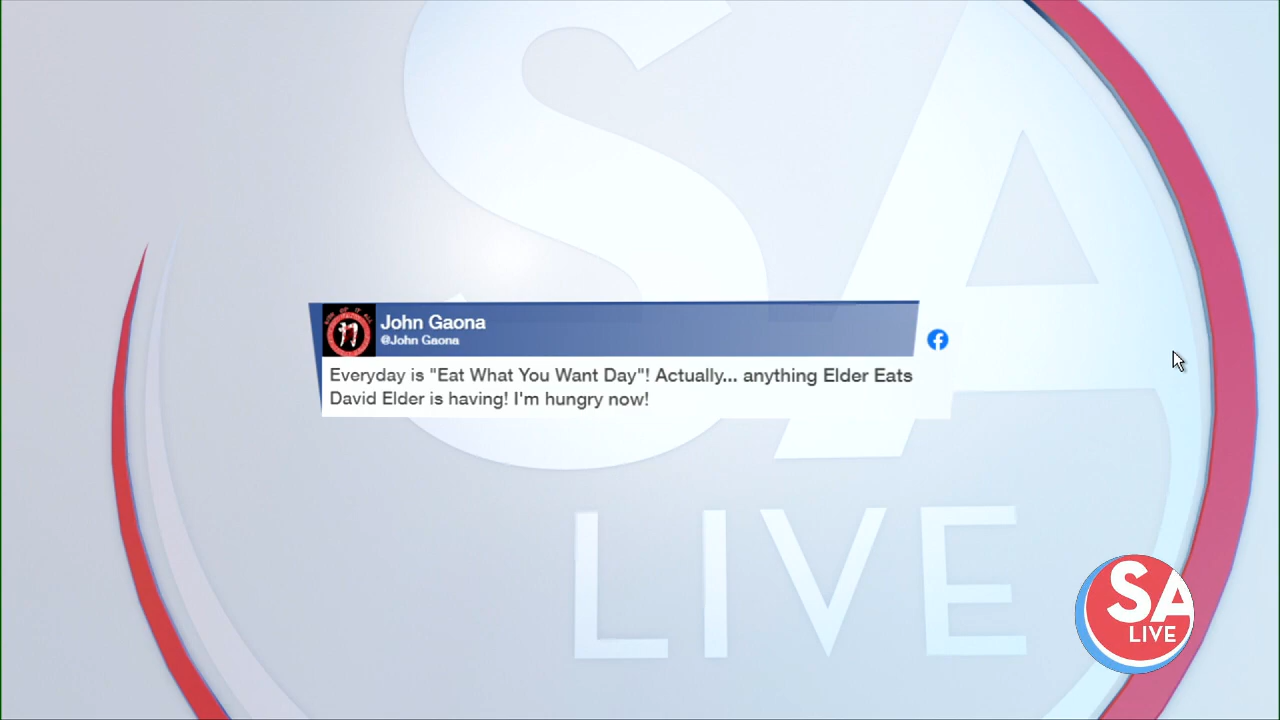 SA
LIVE
John Gaona
@John Gaona
Everyday is "Eat What You Want Day"! Actually... anything Elder Eats
David Elder is having! I'm hungry now!
SA
LIVE